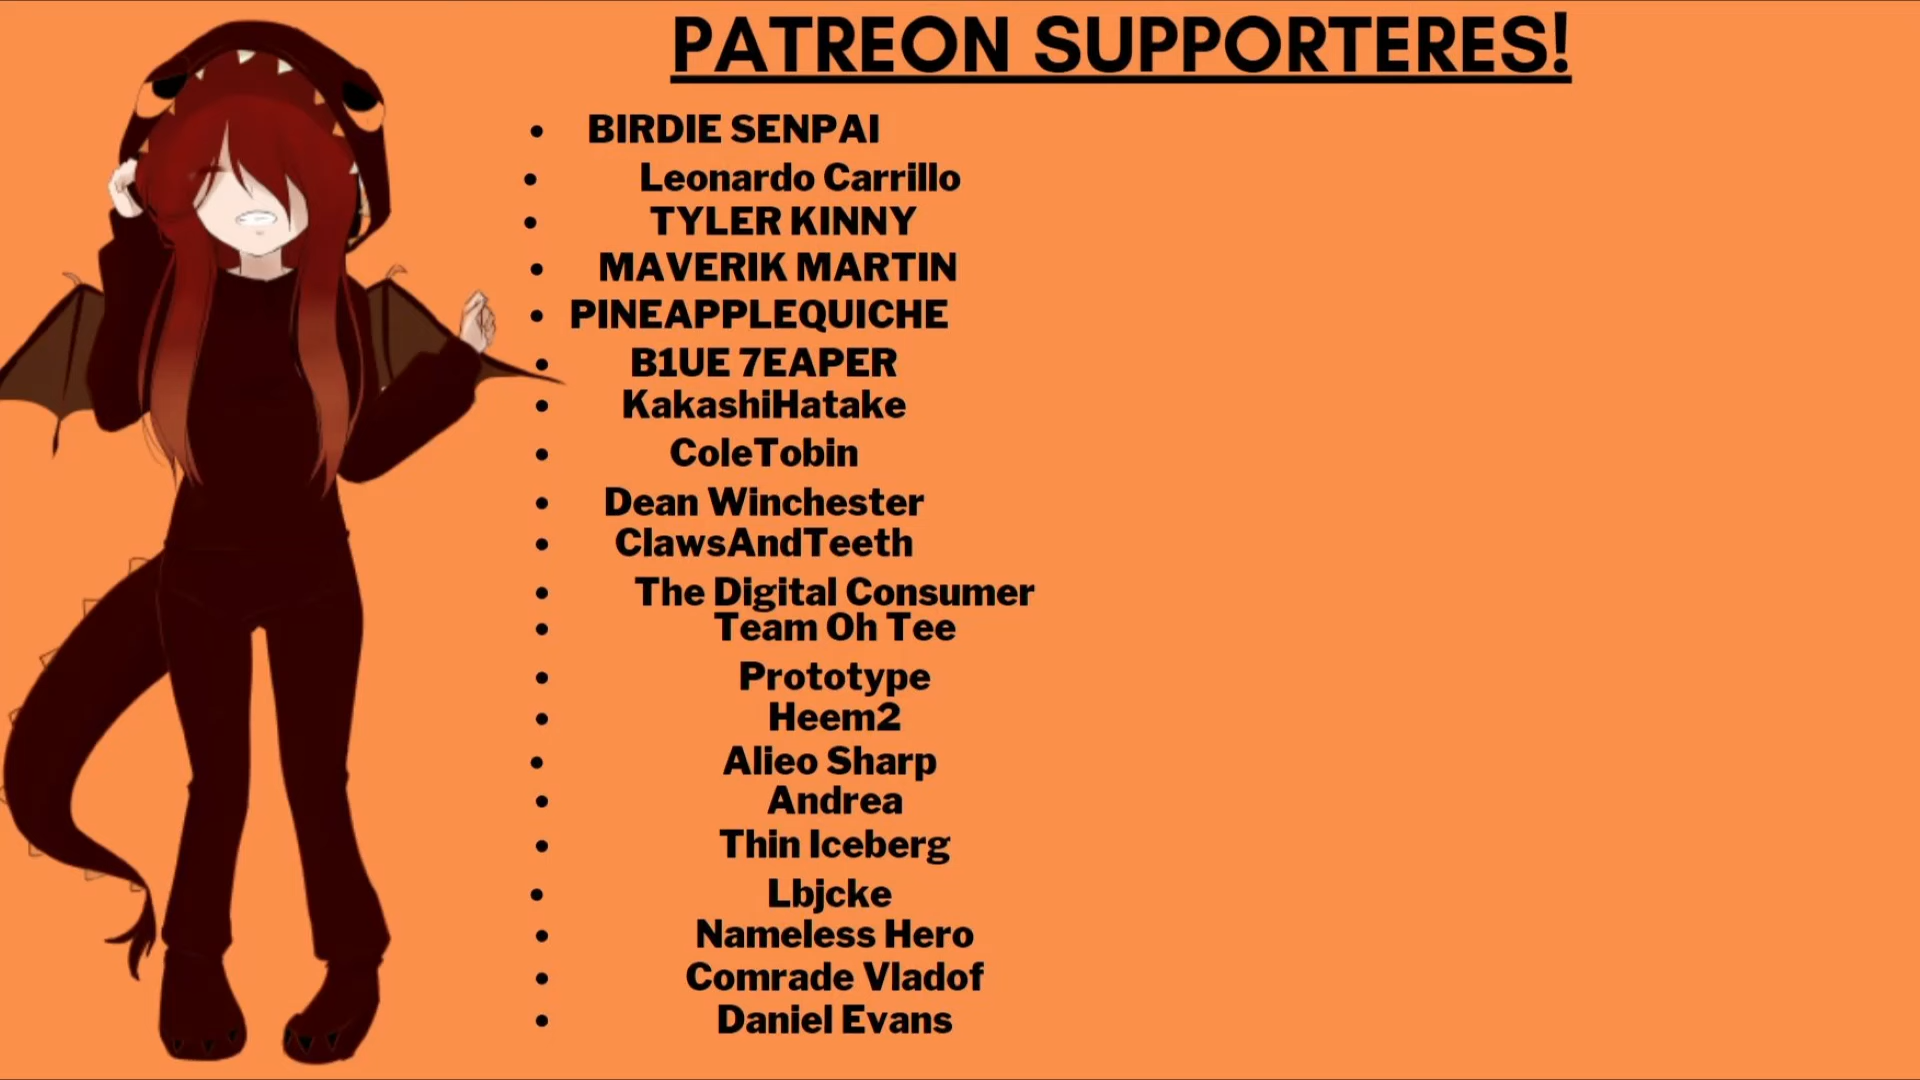 PATREON SUPPORTERES!
• BIRDIE SENPAI
• Leonardo Carrillo
• TYLER KINNY
• MAVERIK MARTIN
• PINEAPPLEQUICHE
• B1UE 7EAPER
• KakashiHatake
• ColeTobin
• Dean Winchester
• ClawsAndTeeth
• The Digital Consumer
• Team Oh Tee
• Prototype
• Heem2
• Alieo Sharp
• Andrea
• Thin Iceberg
• Lbjcke
• Nameless Hero
• Comrade Vladof
• Daniel Evans